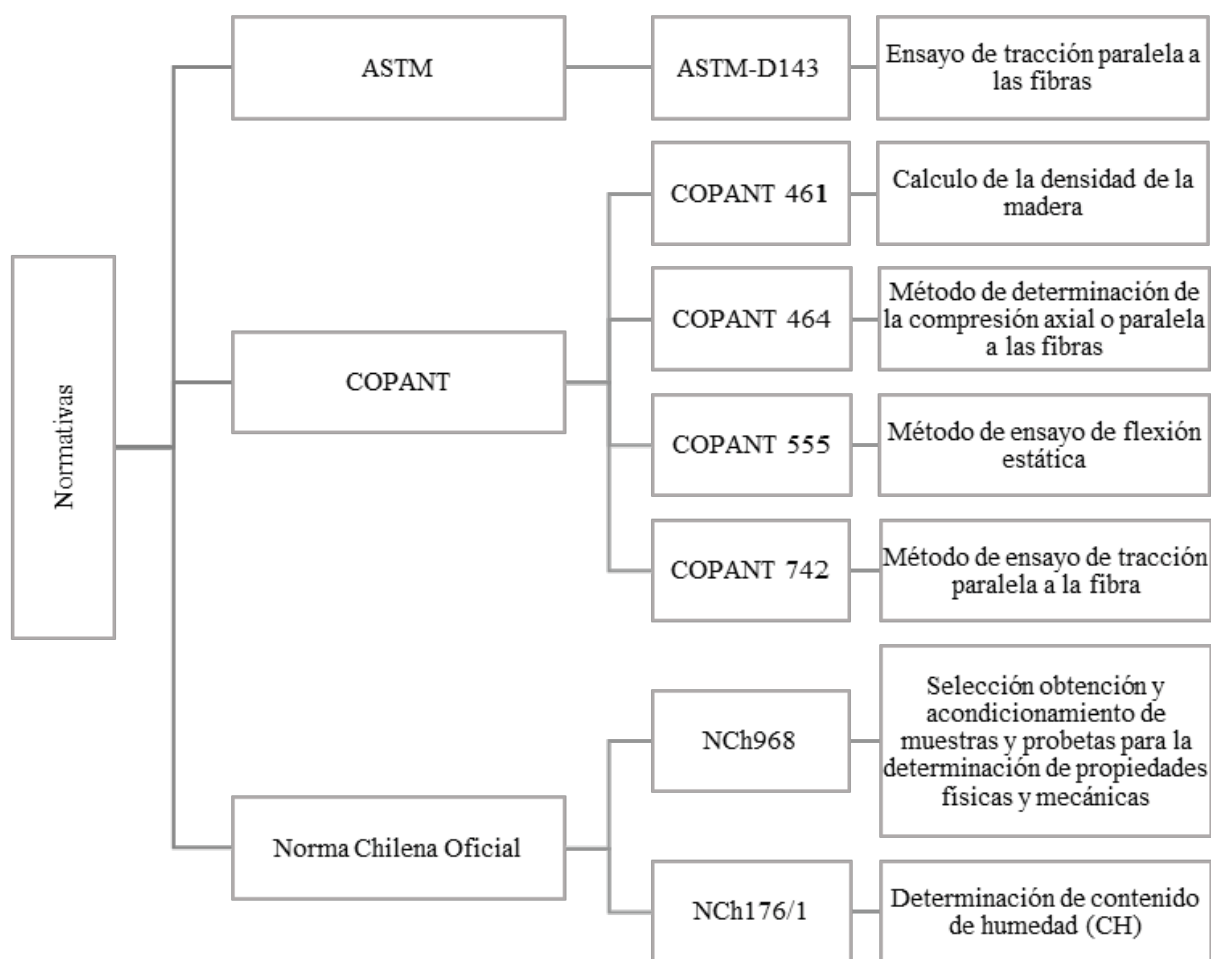 Normativas
ASTM
ASTM-D143
Ensayo de tracción paralela a
las fibras
COPANT
COPANT 461
Calculo de la densidad de la
madera
COPANT 464
Método de determinación de
la compresión axial o paralela
a las fibras
COPANT 555
Método de ensayo de flexión
estática
COPANT 742
Método de ensayo de tracción
paralela a la fibra
Norma Chilena Oficial
NCh968
Selección obtención y
acondicionamiento de
muestras y probetas para la
determinación de propiedades
físicas y mecánicas
NCh176/1
Determinación de contenido
de humedad (CH)